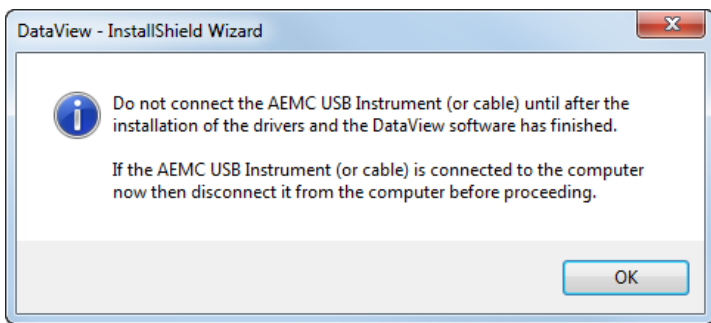 DataView - InstallShield Wizard
Do not connect the AEMC USB Instrument (or cable) until after the
installation of the drivers and the DataView software has finished.
If the AEMC USB Instrument (or cable) is connected to the computer
now then disconnect it from the computer before proceeding.
OK